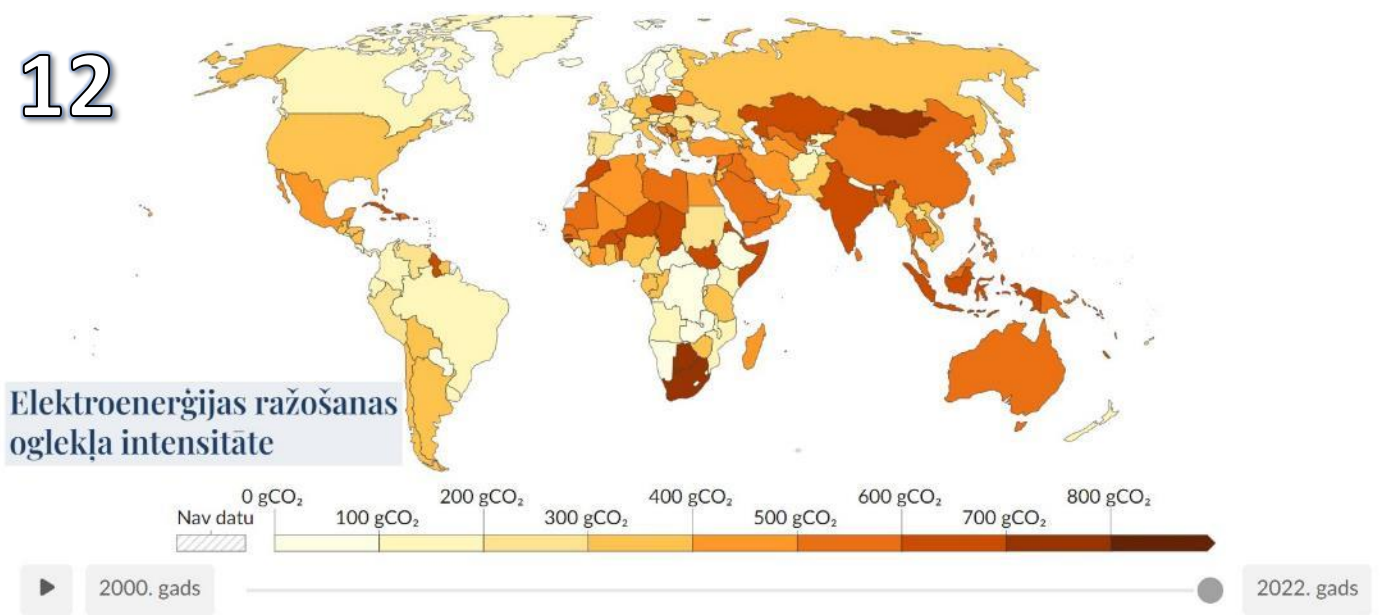 12
Elektroenerģijas ražošanas
oglekļa intensitāte
0 gCO₂ 200 gCO₂ 400 gCO₂ 600 gCO₂ 800 gCO₂
Nav datu 100 gCO₂ 300 gCO₂ 500 gCO₂ 700 gCO₂
2000. gads 2022. gads